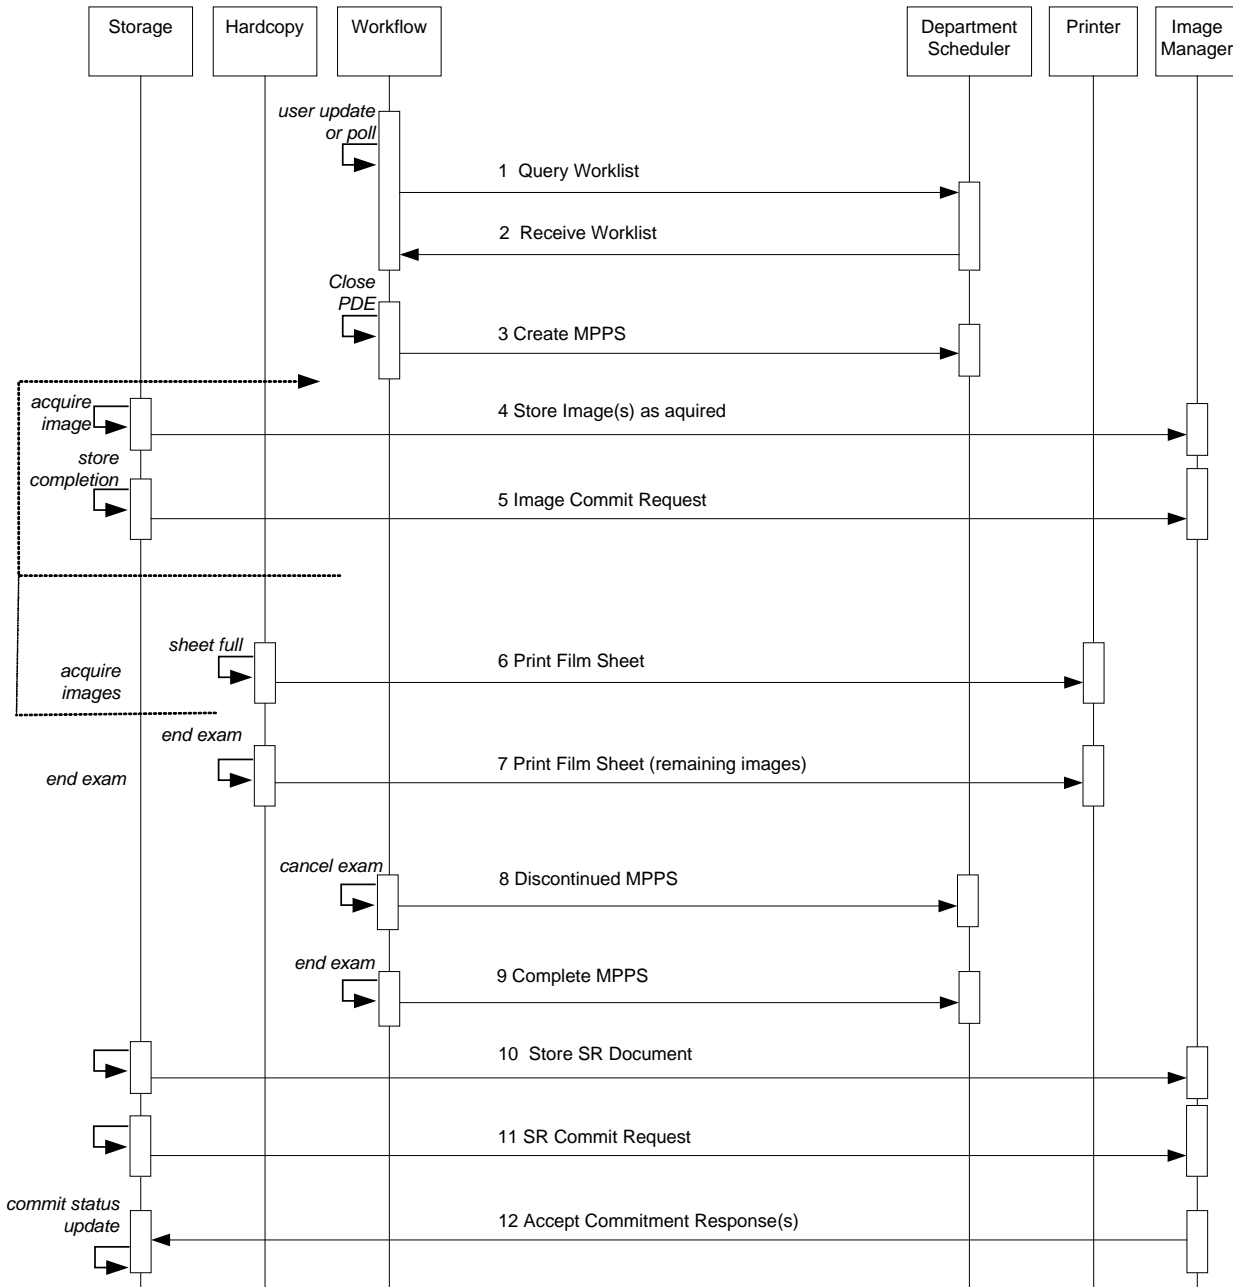 Storage
Hardcopy
Workflow
Department
Scheduler
Printer
Image
Manager
user update
or poll
1 Query Worklist
2 Receive Worklist
Close
PDE
3 Create MPPS
acquire
image
4 Store Image(s) as aquired
store
completion
5 Image Commit Request
sheet full
6 Print Film Sheet
acquire
images
end exam
7 Print Film Sheet (remaining images)
end exam
cancel exam
8 Discontinued MPPS
end exam
9 Complete MPPS
10 Store SR Document
11 SR Commit Request
commit status
update
12 Accept Commitment Response(s)